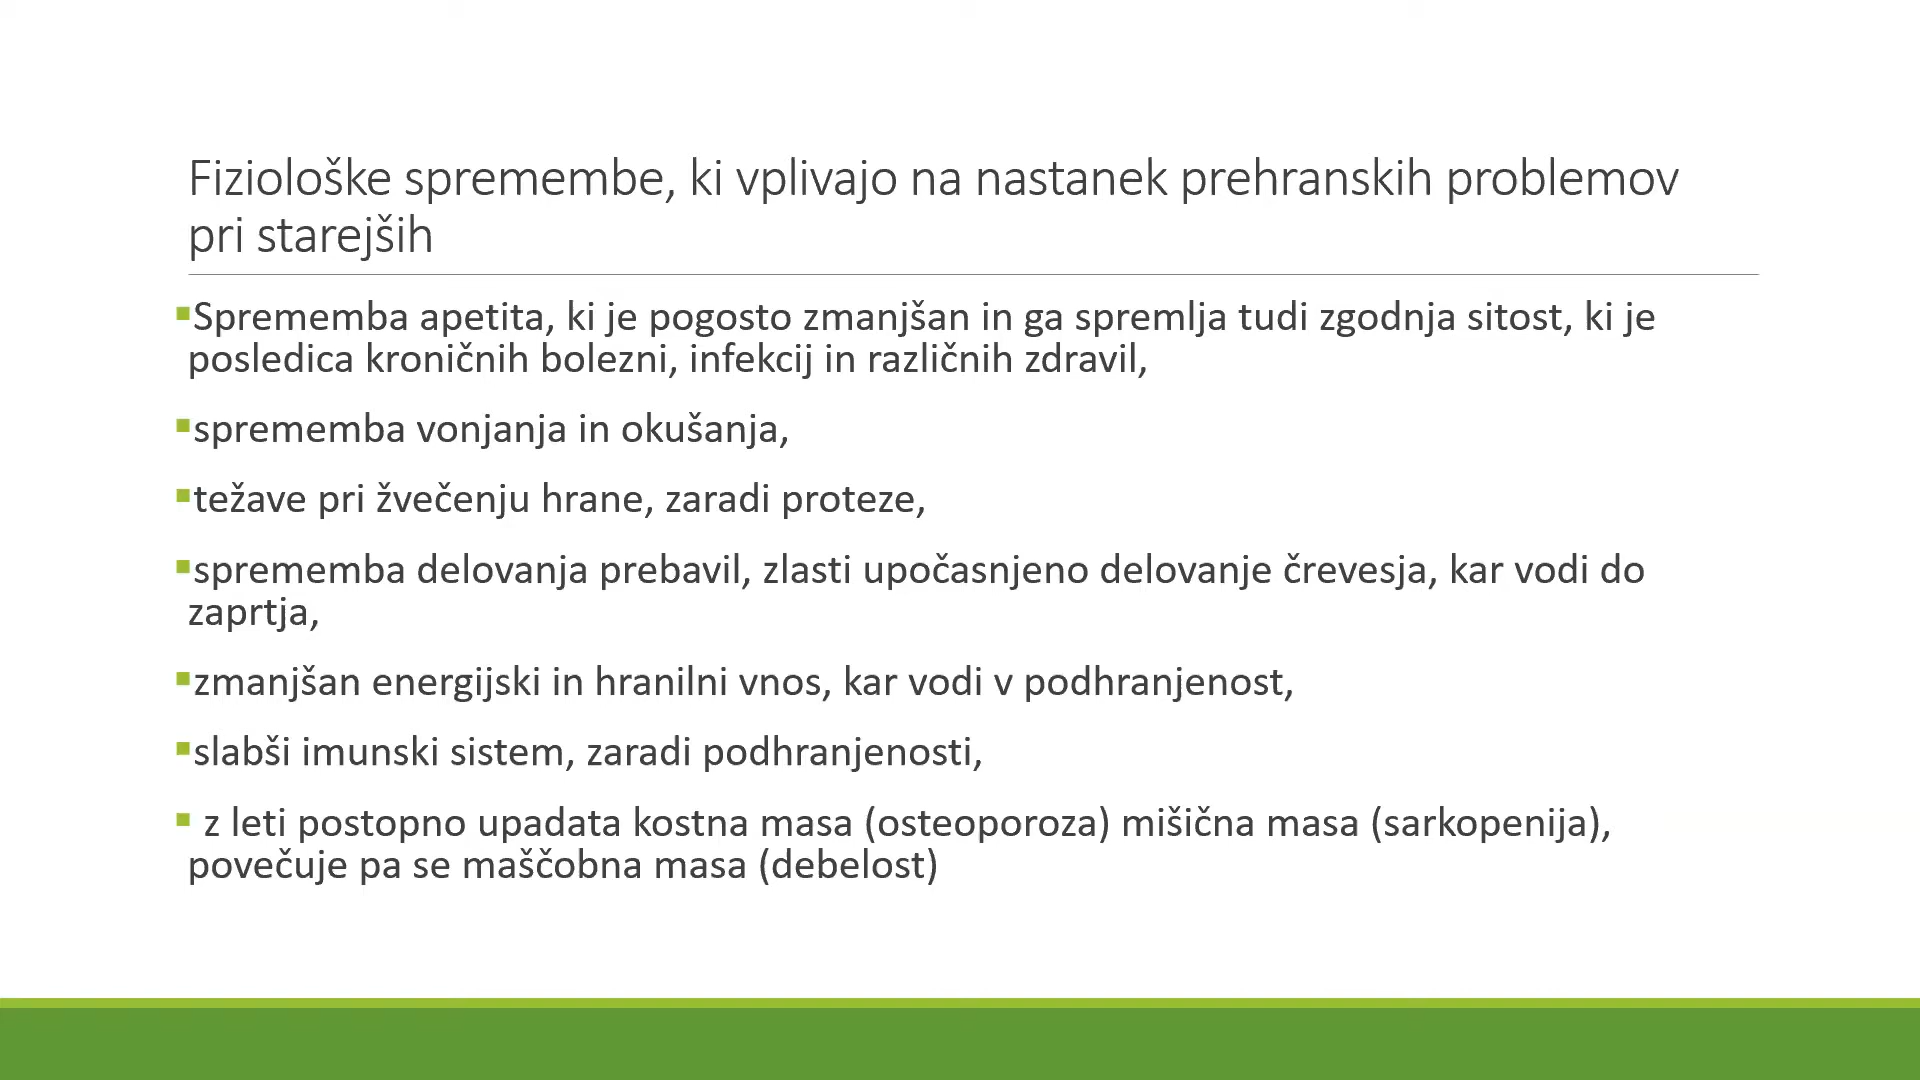 Fiziološke spremembe, ki vplivajo na nastanek prehranskih problemov
pri starejših
▪Sprememba apetita, ki je pogosto zmanjšan in ga spremlja tudi zgodnja sitost, ki je
posledica kroničnih bolezni, infekcij in različnih zdravil,
▪sprememba vonjanja in okušanja,
▪težave pri žvečenju hrane, zaradi proteze,
▪sprememba delovanja prebavil, zlasti upočasnjeno delovanje črevesja, kar vodi do
zaprtja,
▪zmanjšan energijski in hranilni vnos, kar vodi v podhranjenost,
▪slabši imunski sistem, zaradi podhranjenosti,
▪ z leti postopno upadata kostna masa (osteoporoza) mišična masa (sarkopenija),
povečuje pa se maščobna masa (debelost)